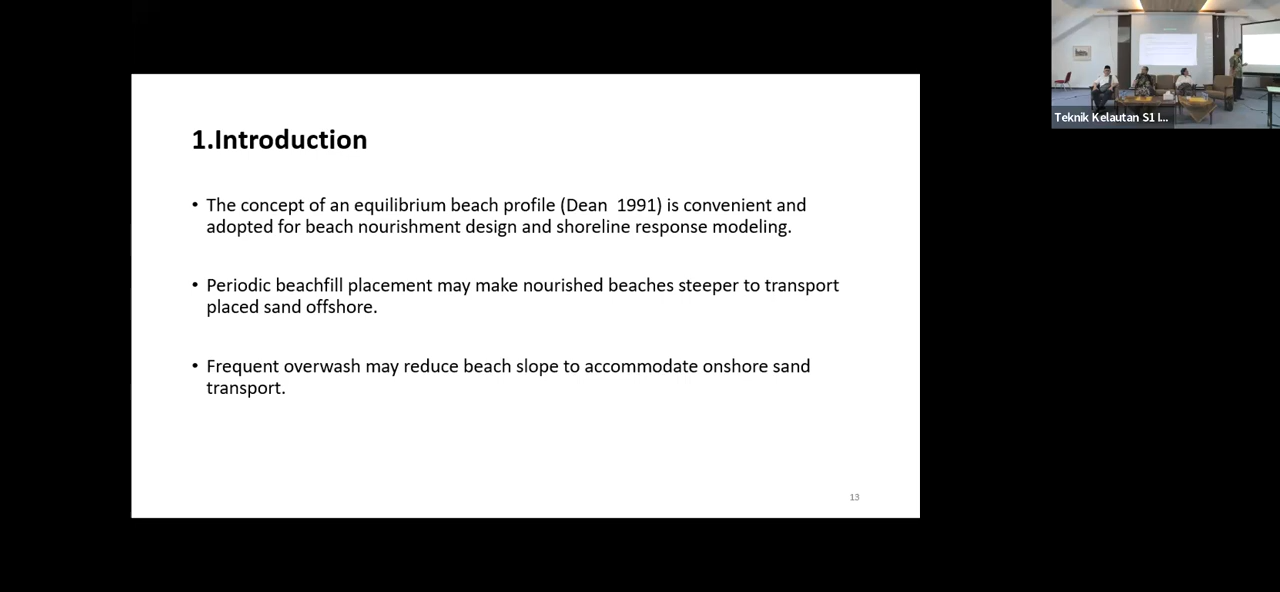 1.Introduction
• The concept of an equilibrium beach profile (Dean  1991) is convenient and
adopted for beach nourishment design and shoreline response modeling.
• Periodic beachfill placement may make nourished beaches steeper to transport
placed sand offshore.
• Frequent overwash may reduce beach slope to accommodate onshore sand
transport.
13
Teknik Kelautan S1 I...